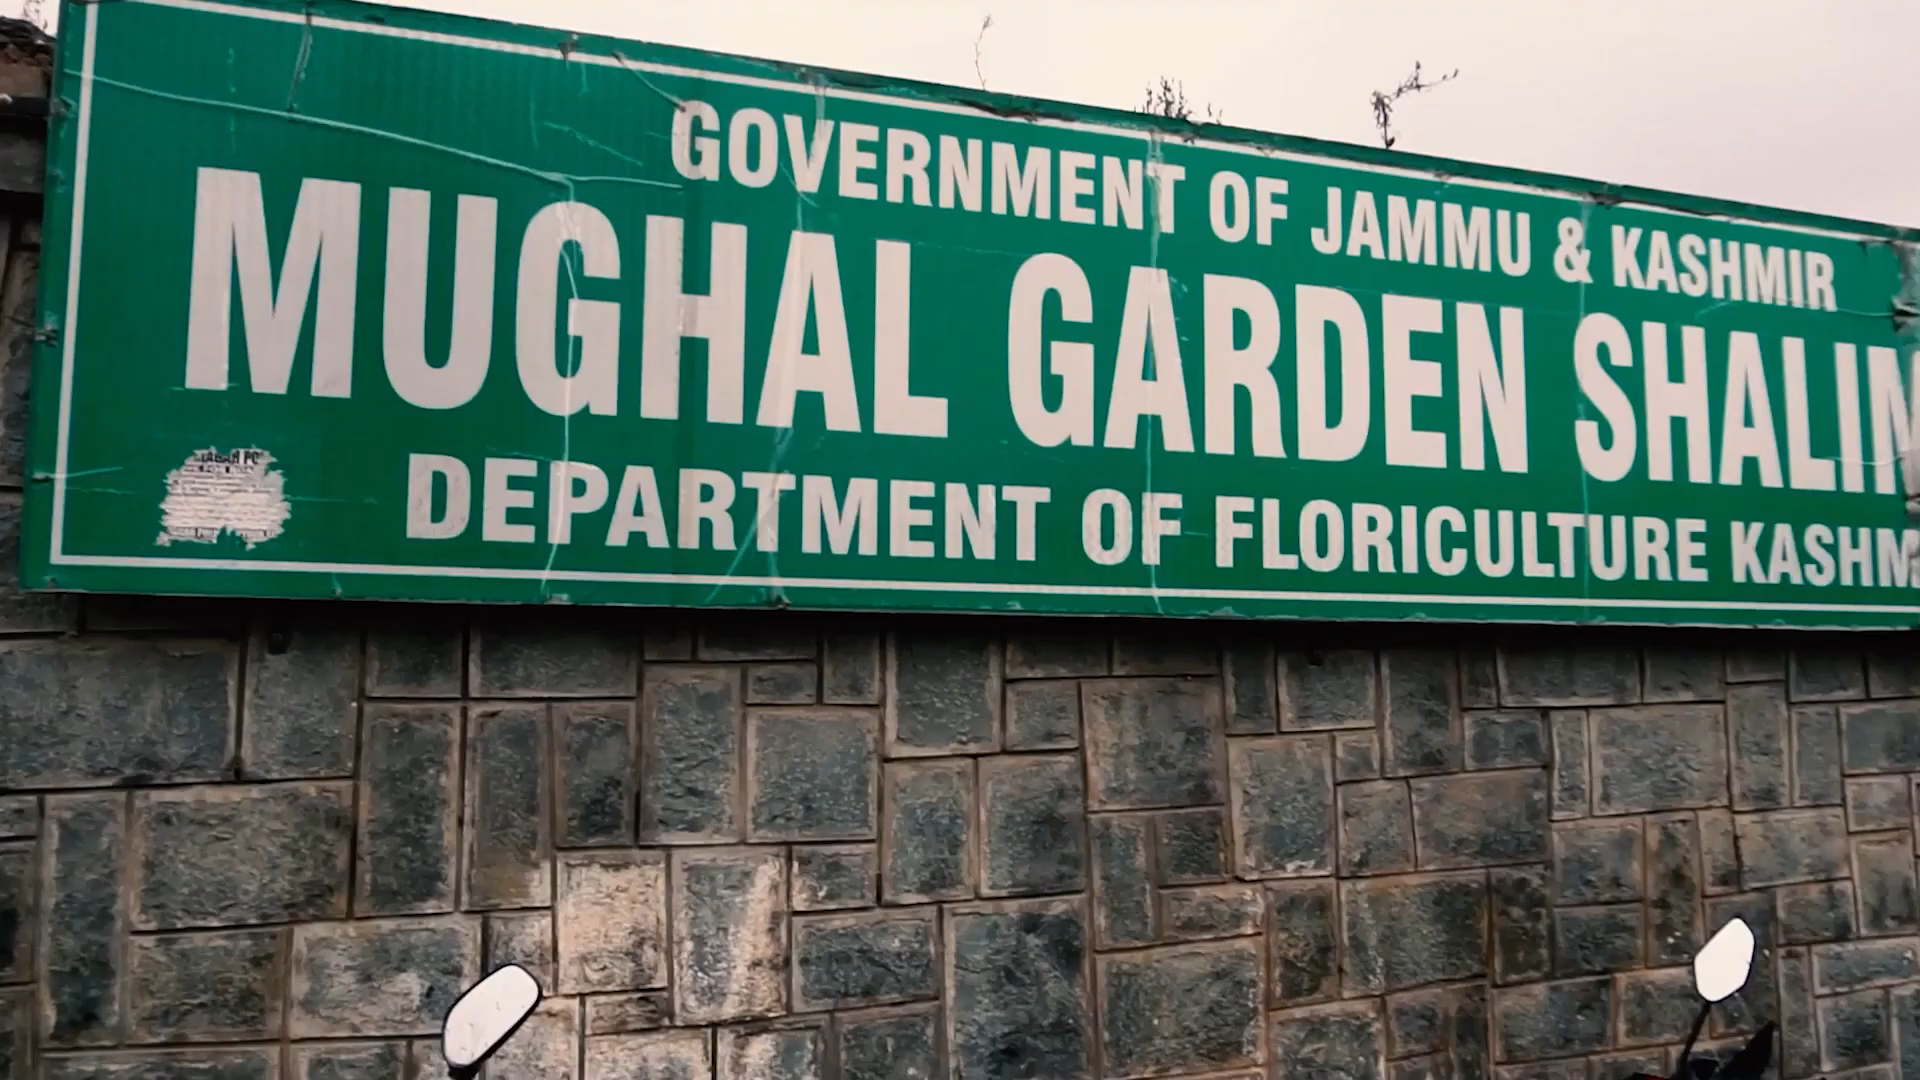 GOVERNMENT OF JAMMU & KASHMIR
MUGHAL GARDEN SHALIM
DEPARTMENT OF FLORICULTURE KASHM